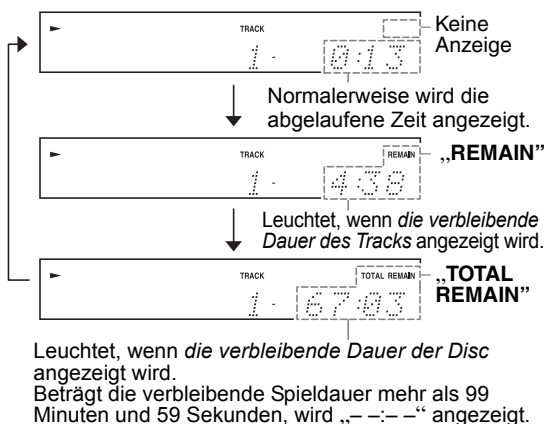 TRACK
Keine
Anzeige
1 - 0:13
Normalerweise wird die
abgelaufene Zeit angezeigt.
TRACK REMAIN „REMAIN”
1 - 4:38
Leuchtet, wenn die verbleibende
Dauer des Tracks angezeigt wird.
TRACK TOTAL REMAIN „TOTAL
REMAIN”
1 - 67:03
Leuchtet, wenn die verbleibende Dauer der Disc
angezeigt wird.
Beträgt die verbleibende Spieldauer mehr als 99
Minuten und 59 Sekunden, wird „– –:– –“ angezeigt.